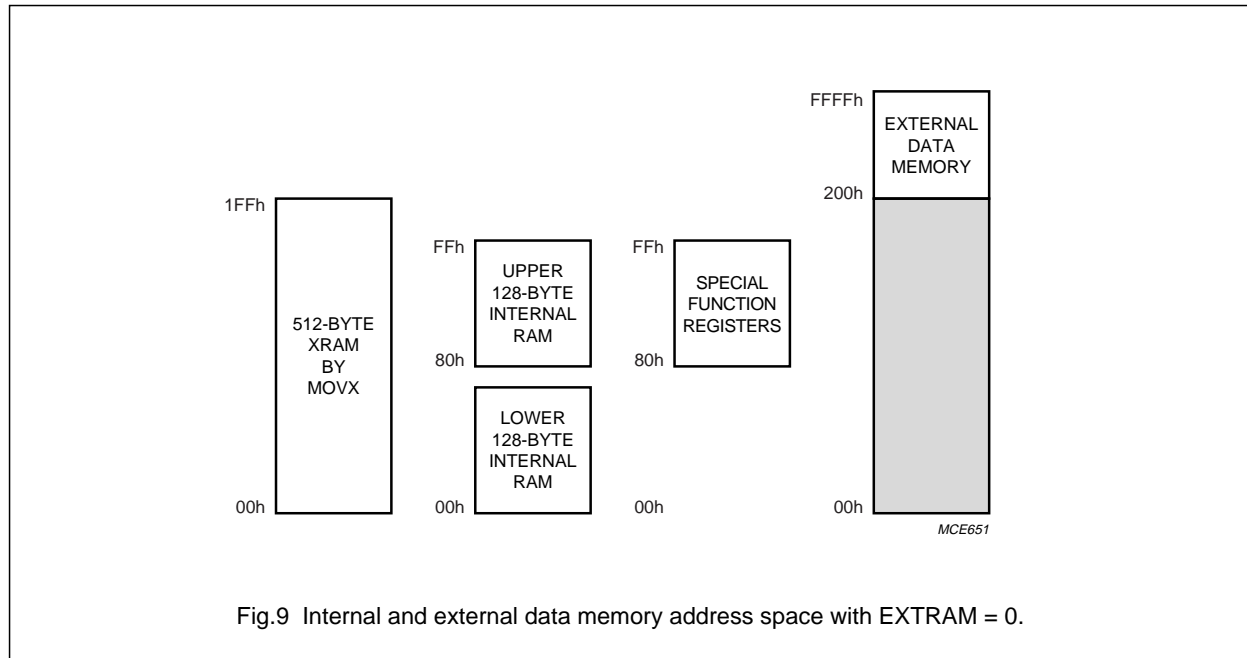 1FFh
512-BYTE
XRAM
BY
MOVX
00h
FFh
UPPER
128-BYTE
INTERNAL
RAM
80h
LOWER
128-BYTE
INTERNAL
RAM
00h
FFh
SPECIAL
FUNCTION
REGISTERS
80h
00h
FFFFh
EXTERNAL
DATA
MEMORY
200h
00h
MCE651
Fig.9 Internal and external data memory address space with EXTRAM = 0.